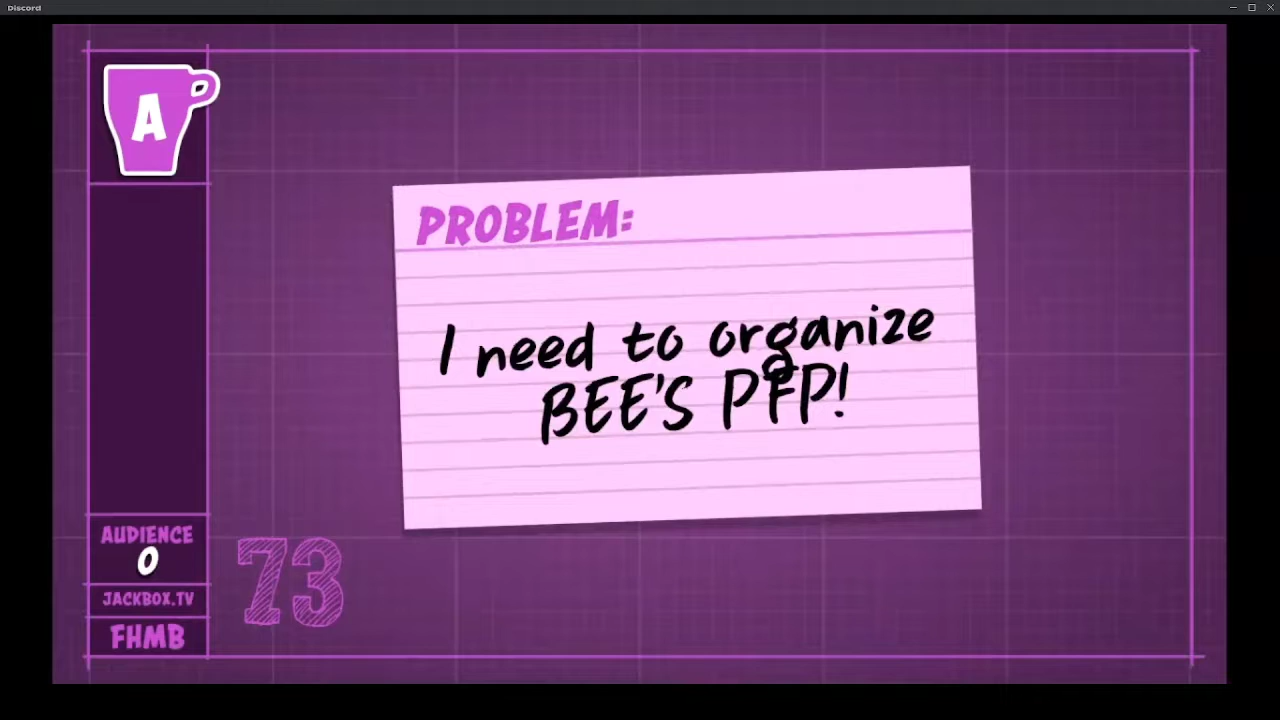 Discord
A
PROBLEM:
I need to organize
BEE'S PFP!
AUDIENCE
0
JACKBOX.TV
FHMB
73